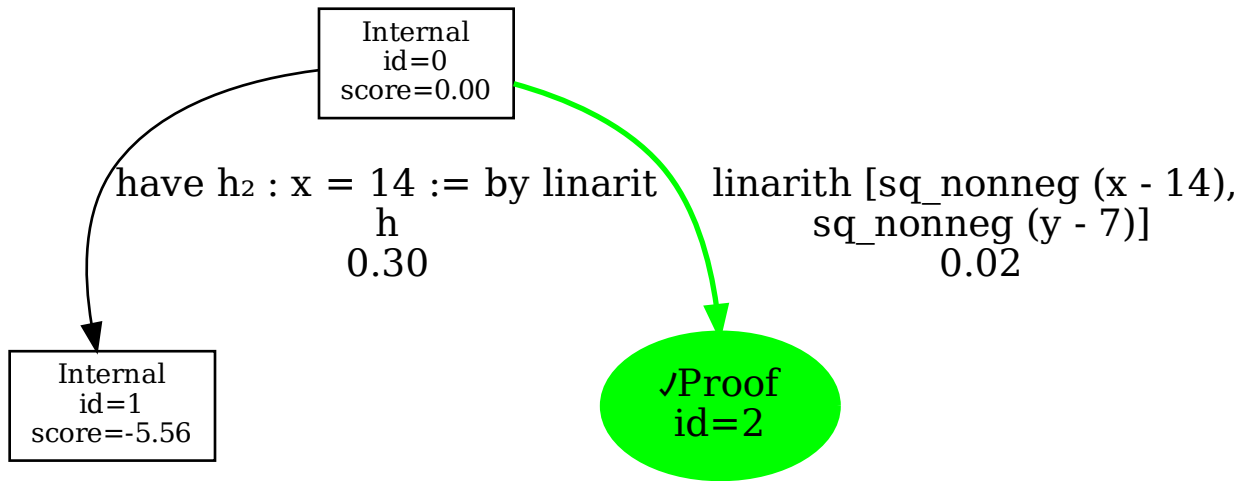 Internal
id=0
score=0.00
have h₂ : x = 14 := by linarit
h
0.30
linarith [sq_nonneg (x - 14),
sq_nonneg (y - 7)]
0.02
Internal
id=1
score=-5.56
✓Proof
id=2